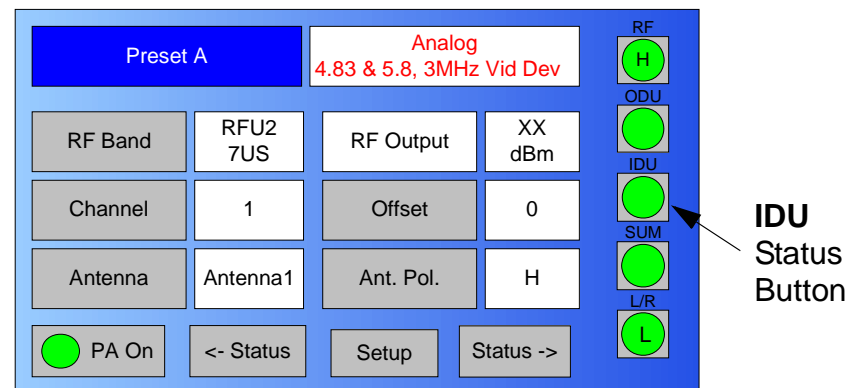 Preset A
Analog
4.83 & 5.8, 3MHz Vid Dev
RF
H
ODU
RF Band
RFU2
7US
RF Output
XX
dBm
IDU
Channel
1
Offset
0
SUM
Antenna
Antenna1
Ant. Pol.
H
L/R
L
PA On
<- Status
Setup
Status ->
IDU
Status
Button